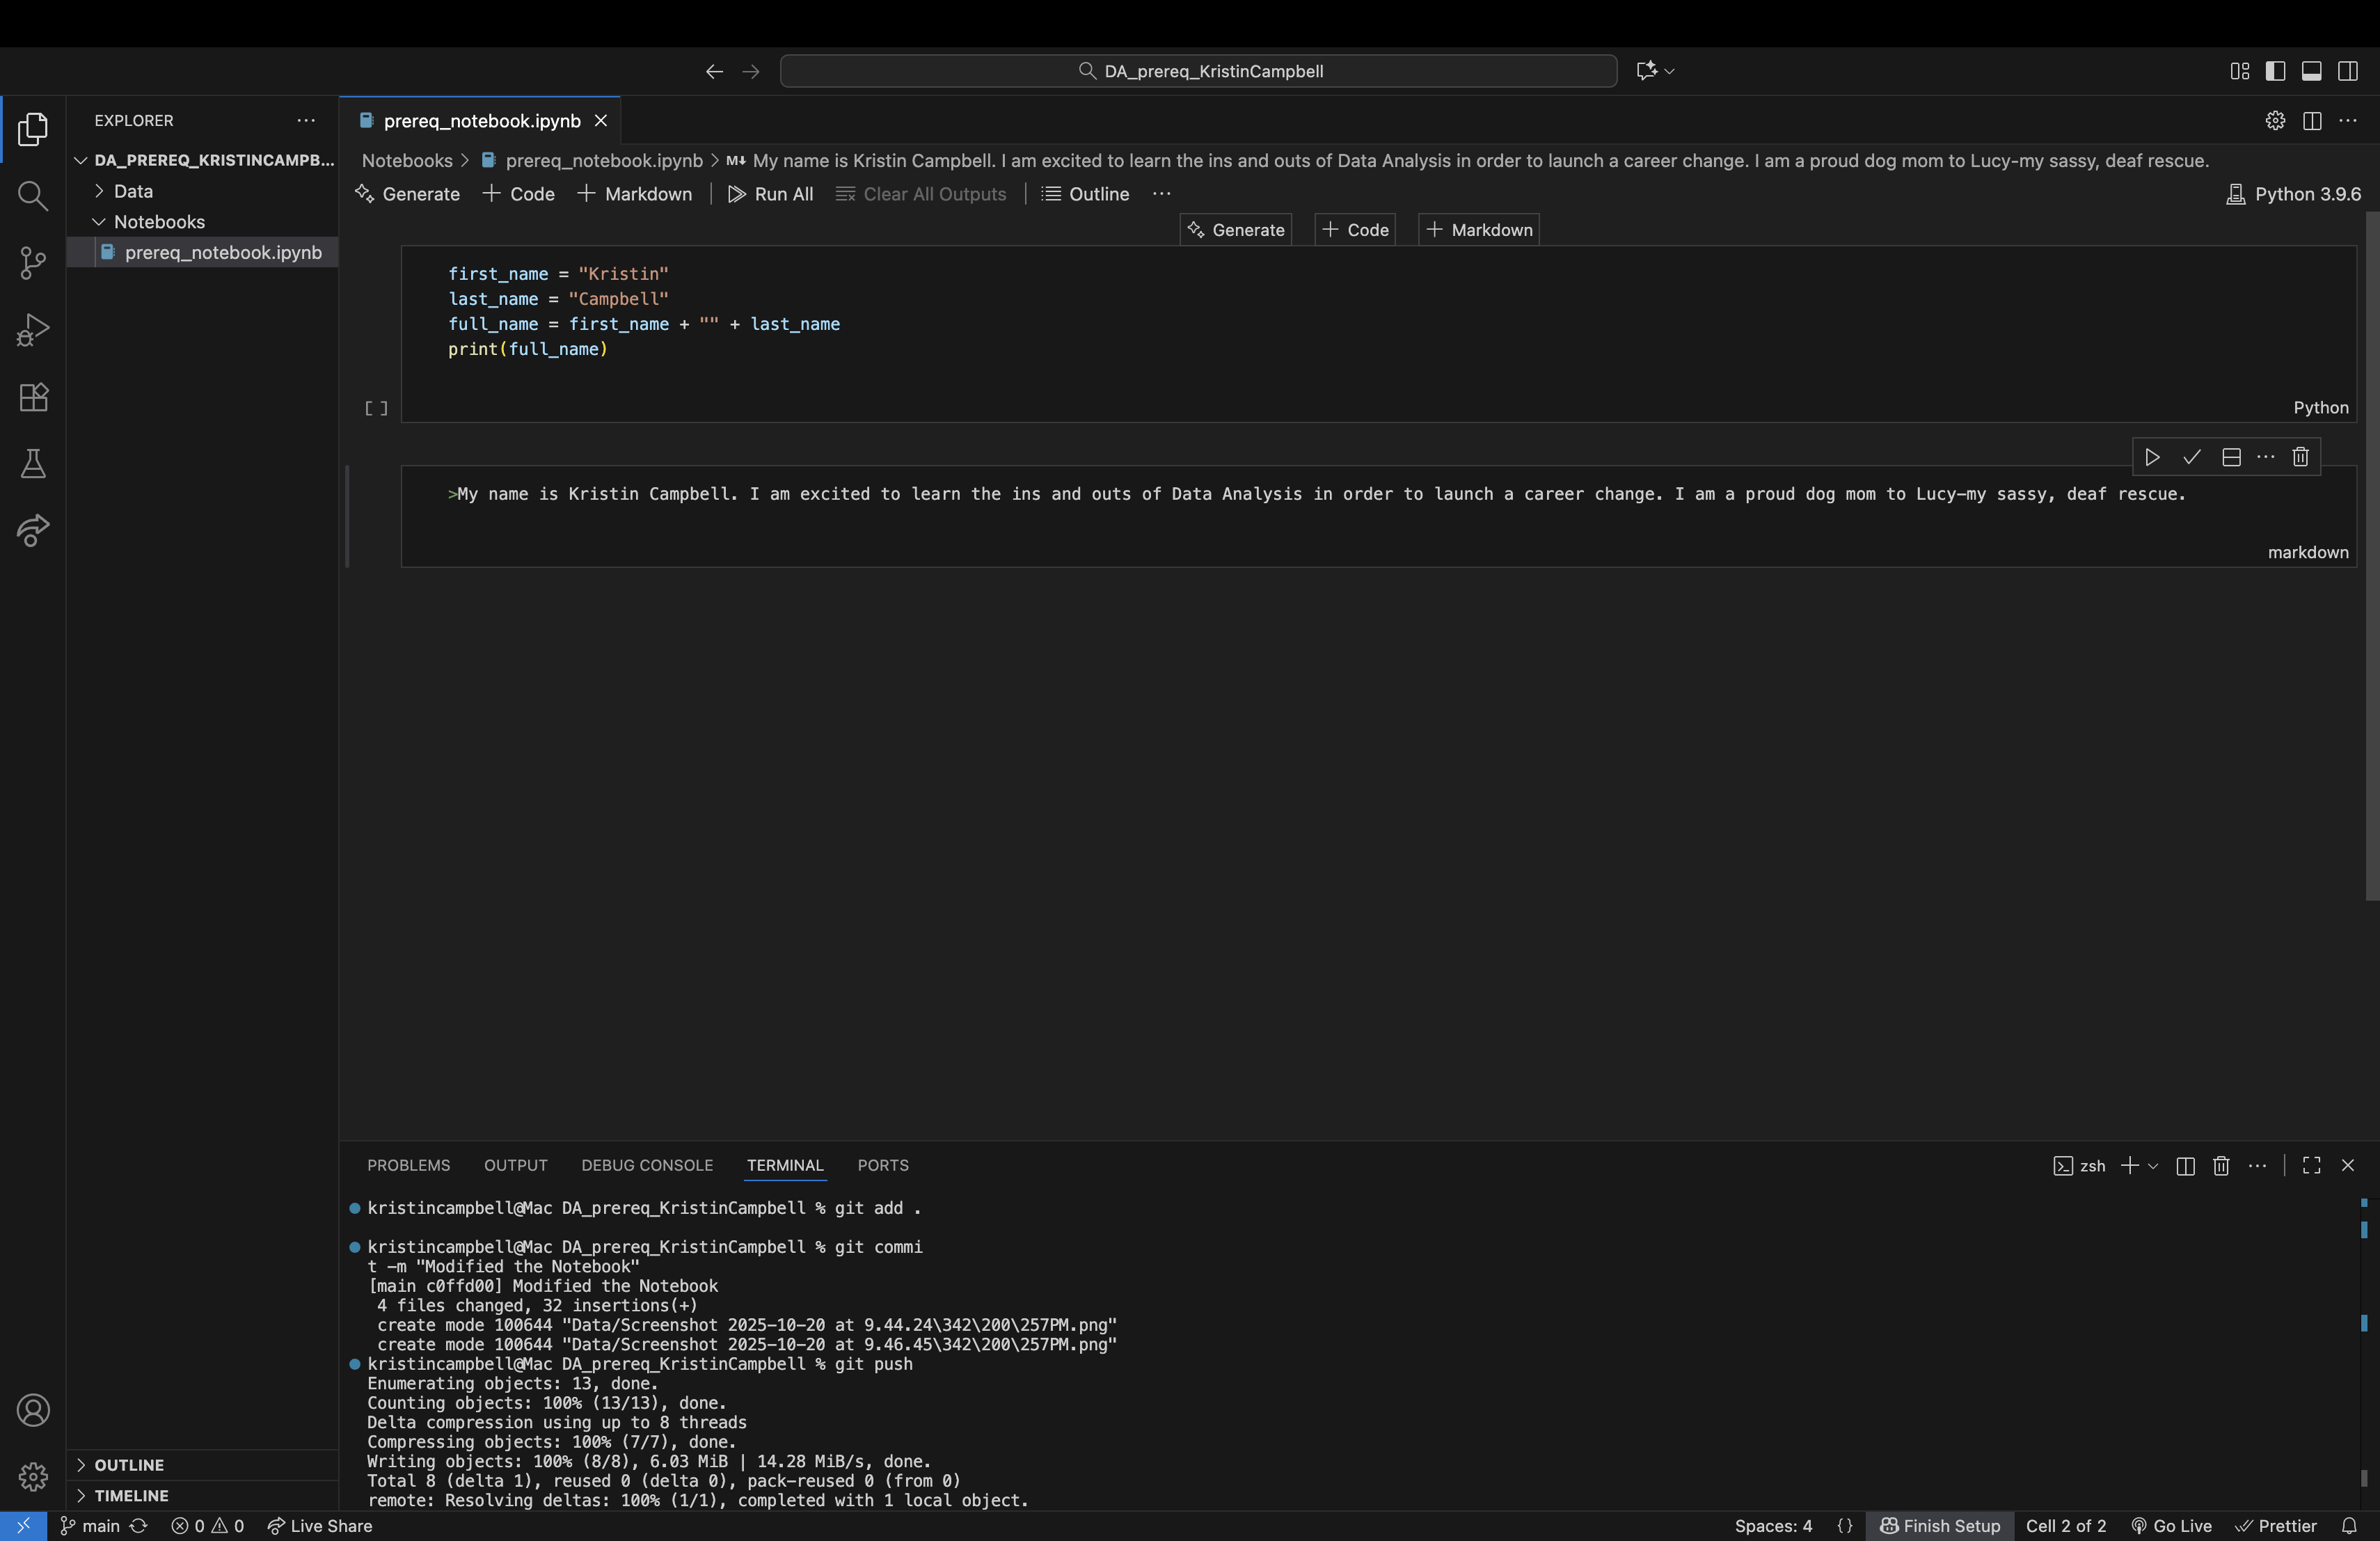 DA_prereq_KristinCampbell
EXPLORER
DA_PREREQ_KRISTINCAMPB...
Data
Notebooks
prereq_notebook.ipynb
prereq_notebook.ipynb
Notebooks > prereq_notebook.ipynb > M↓ My name is Kristin Campbell. I am excited to learn the ins and outs of Data Analysis in order to launch a career change. I am a proud dog mom to Lucy-my sassy, deaf rescue.
Generate + Code + Markdown | Run All Clear All Outputs | Outline ...
Python 3.9.6
Generate + Code + Markdown
first_name = "Kristin"
last_name = "Campbell"
full_name = first_name + "" + last_name
print(full_name)
[ ]
Python
>My name is Kristin Campbell. I am excited to learn the ins and outs of Data Analysis in order to launch a career change. I am a proud dog mom to Lucy-my sassy, deaf rescue.
markdown
PROBLEMS OUTPUT DEBUG CONSOLE TERMINAL PORTS
zsh
kristincampbell@Mac DA_prereq_KristinCampbell % git add .
kristincampbell@Mac DA_prereq_KristinCampbell % git commi
t -m "Modified the Notebook"
[main c0ffd00] Modified the Notebook
4 files changed, 32 insertions(+)
create mode 100644 "Data/Screenshot 2025-10-20 at 9.44.24\342\200\257PM.png"
create mode 100644 "Data/Screenshot 2025-10-20 at 9.46.45\342\200\257PM.png"
kristincampbell@Mac DA_prereq_KristinCampbell % git push
Enumerating objects: 13, done.
Counting objects: 100% (13/13), done.
Delta compression using up to 8 threads
Compressing objects: 100% (7/7), done.
Writing objects: 100% (8/8), 6.03 MiB | 14.28 MiB/s, done.
Total 8 (delta 1), reused 0 (delta 0), pack-reused 0 (from 0)
remote: Resolving deltas: 100% (1/1), completed with 1 local object.
OUTLINE
TIMELINE
main 0 0 Live Share
Spaces: 4 {} Finish Setup Cell 2 of 2 Go Live Prettier